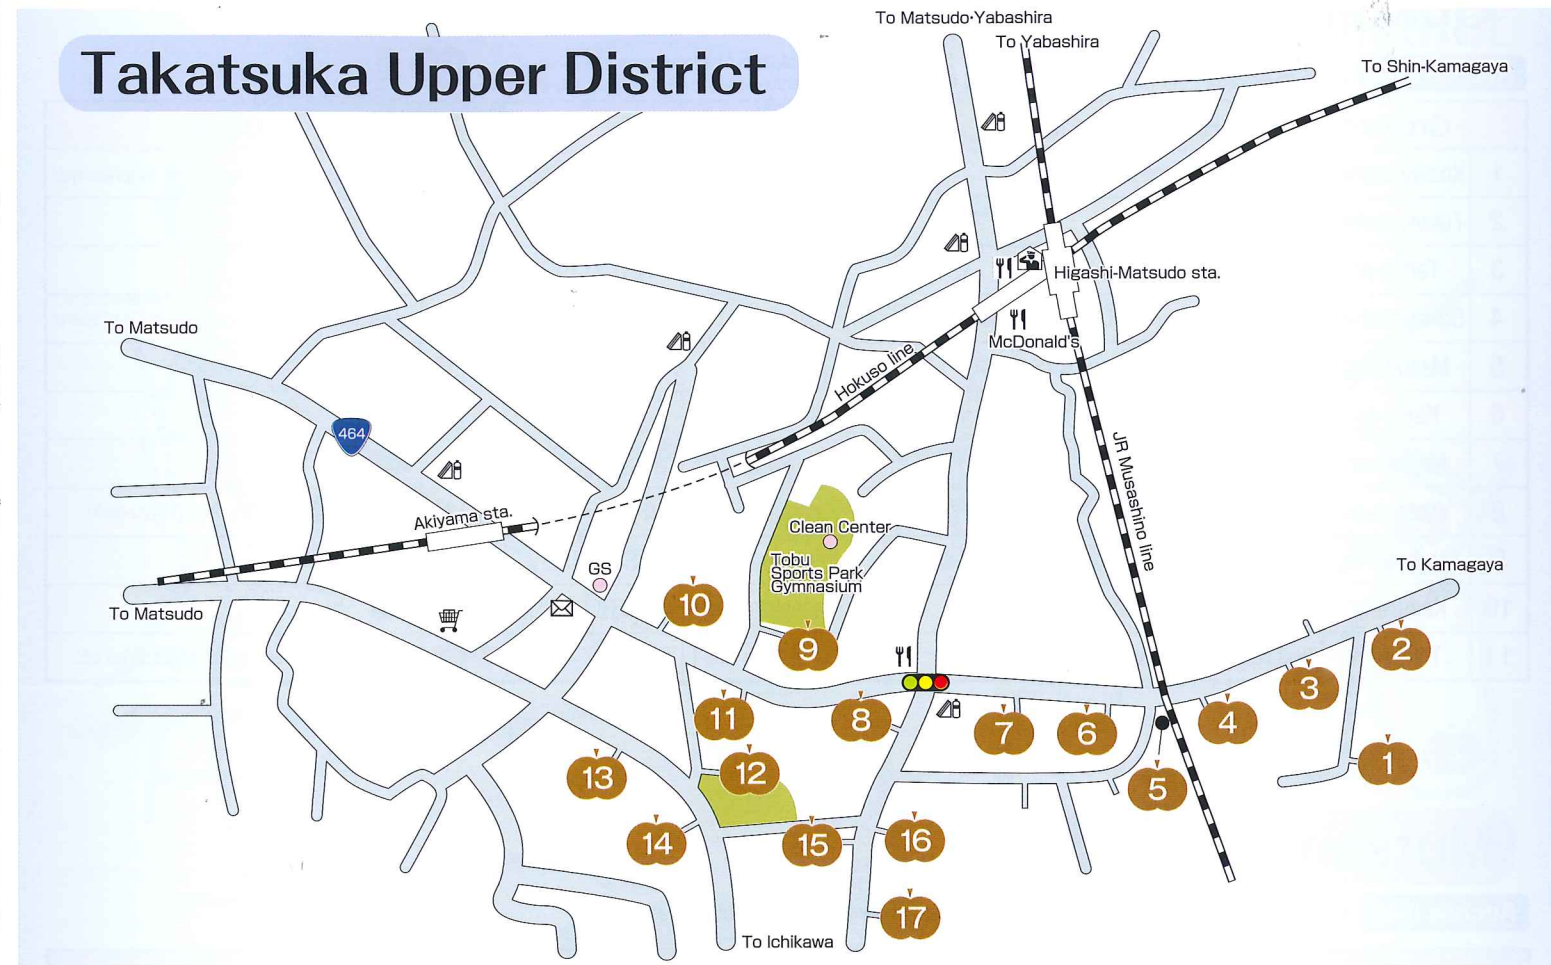 Takatsuka Upper District
To Matsudo·Yabashira
To Yabashira
To Shin-Kamagaya
Higashi-Matsudo sta.
McDonald's
To Matsudo
Hokuso line
464
JR Musashino line
Akiyama sta.
Clean Center
Tobu
Sports Park
Gymnasium
GS
To Kamagaya
To Matsudo
10
9
2
3
11
8
7
6
4
12
13
5
1
14
15
16
17
To Ichikawa